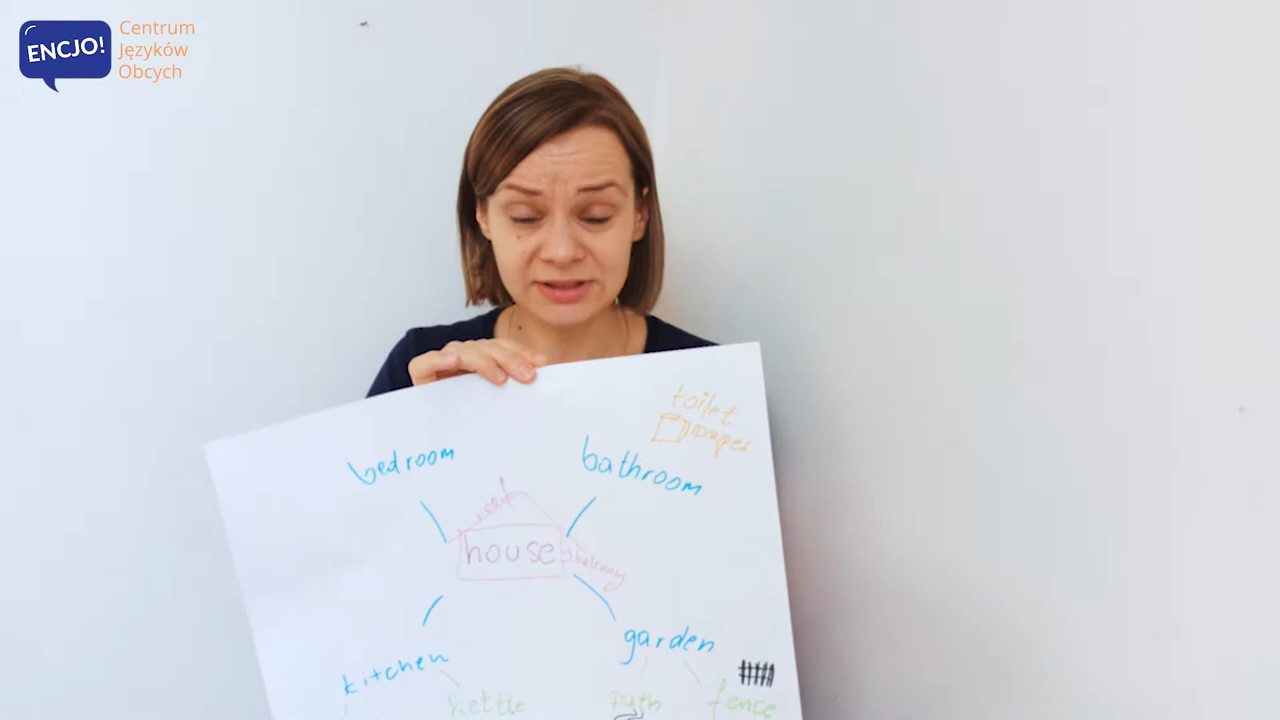 ENCJO!
Centrum
Języków
Obcych
toilet
paper
bedroom
bathroom
roof
house
balcony
garden
kitchen
kettle
path
fence